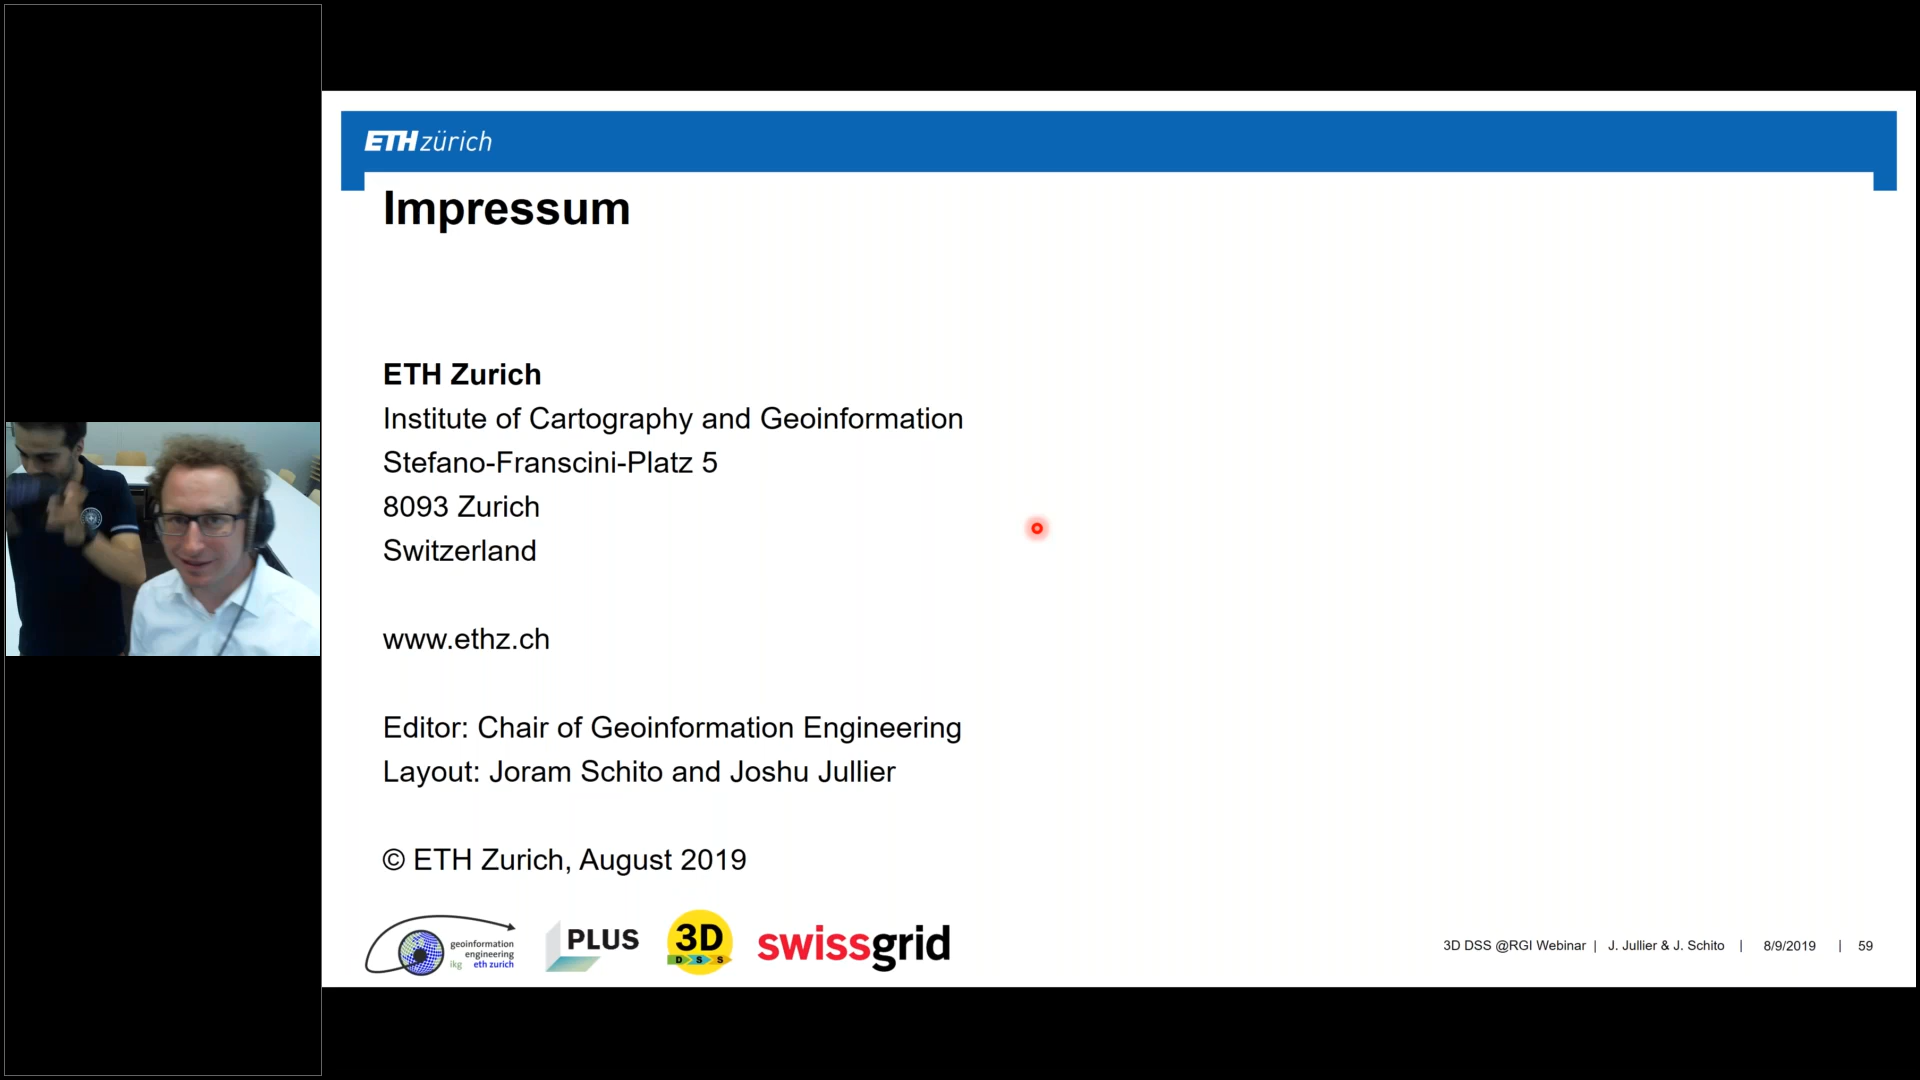 ETH zürich
Impressum
ETH Zurich
Institute of Cartography and Geoinformation
Stefano-Franscini-Platz 5
8093 Zurich
Switzerland
www.ethz.ch
Editor: Chair of Geoinformation Engineering
Layout: Joram Schito and Joshu Jullier
© ETH Zurich, August 2019
geoinformation
engineering
ikg eth zurich
PLUS
3D
D S S
swissgrid
3D DSS @RGI Webinar | J. Jullier & J. Schito | 8/9/2019 | 59